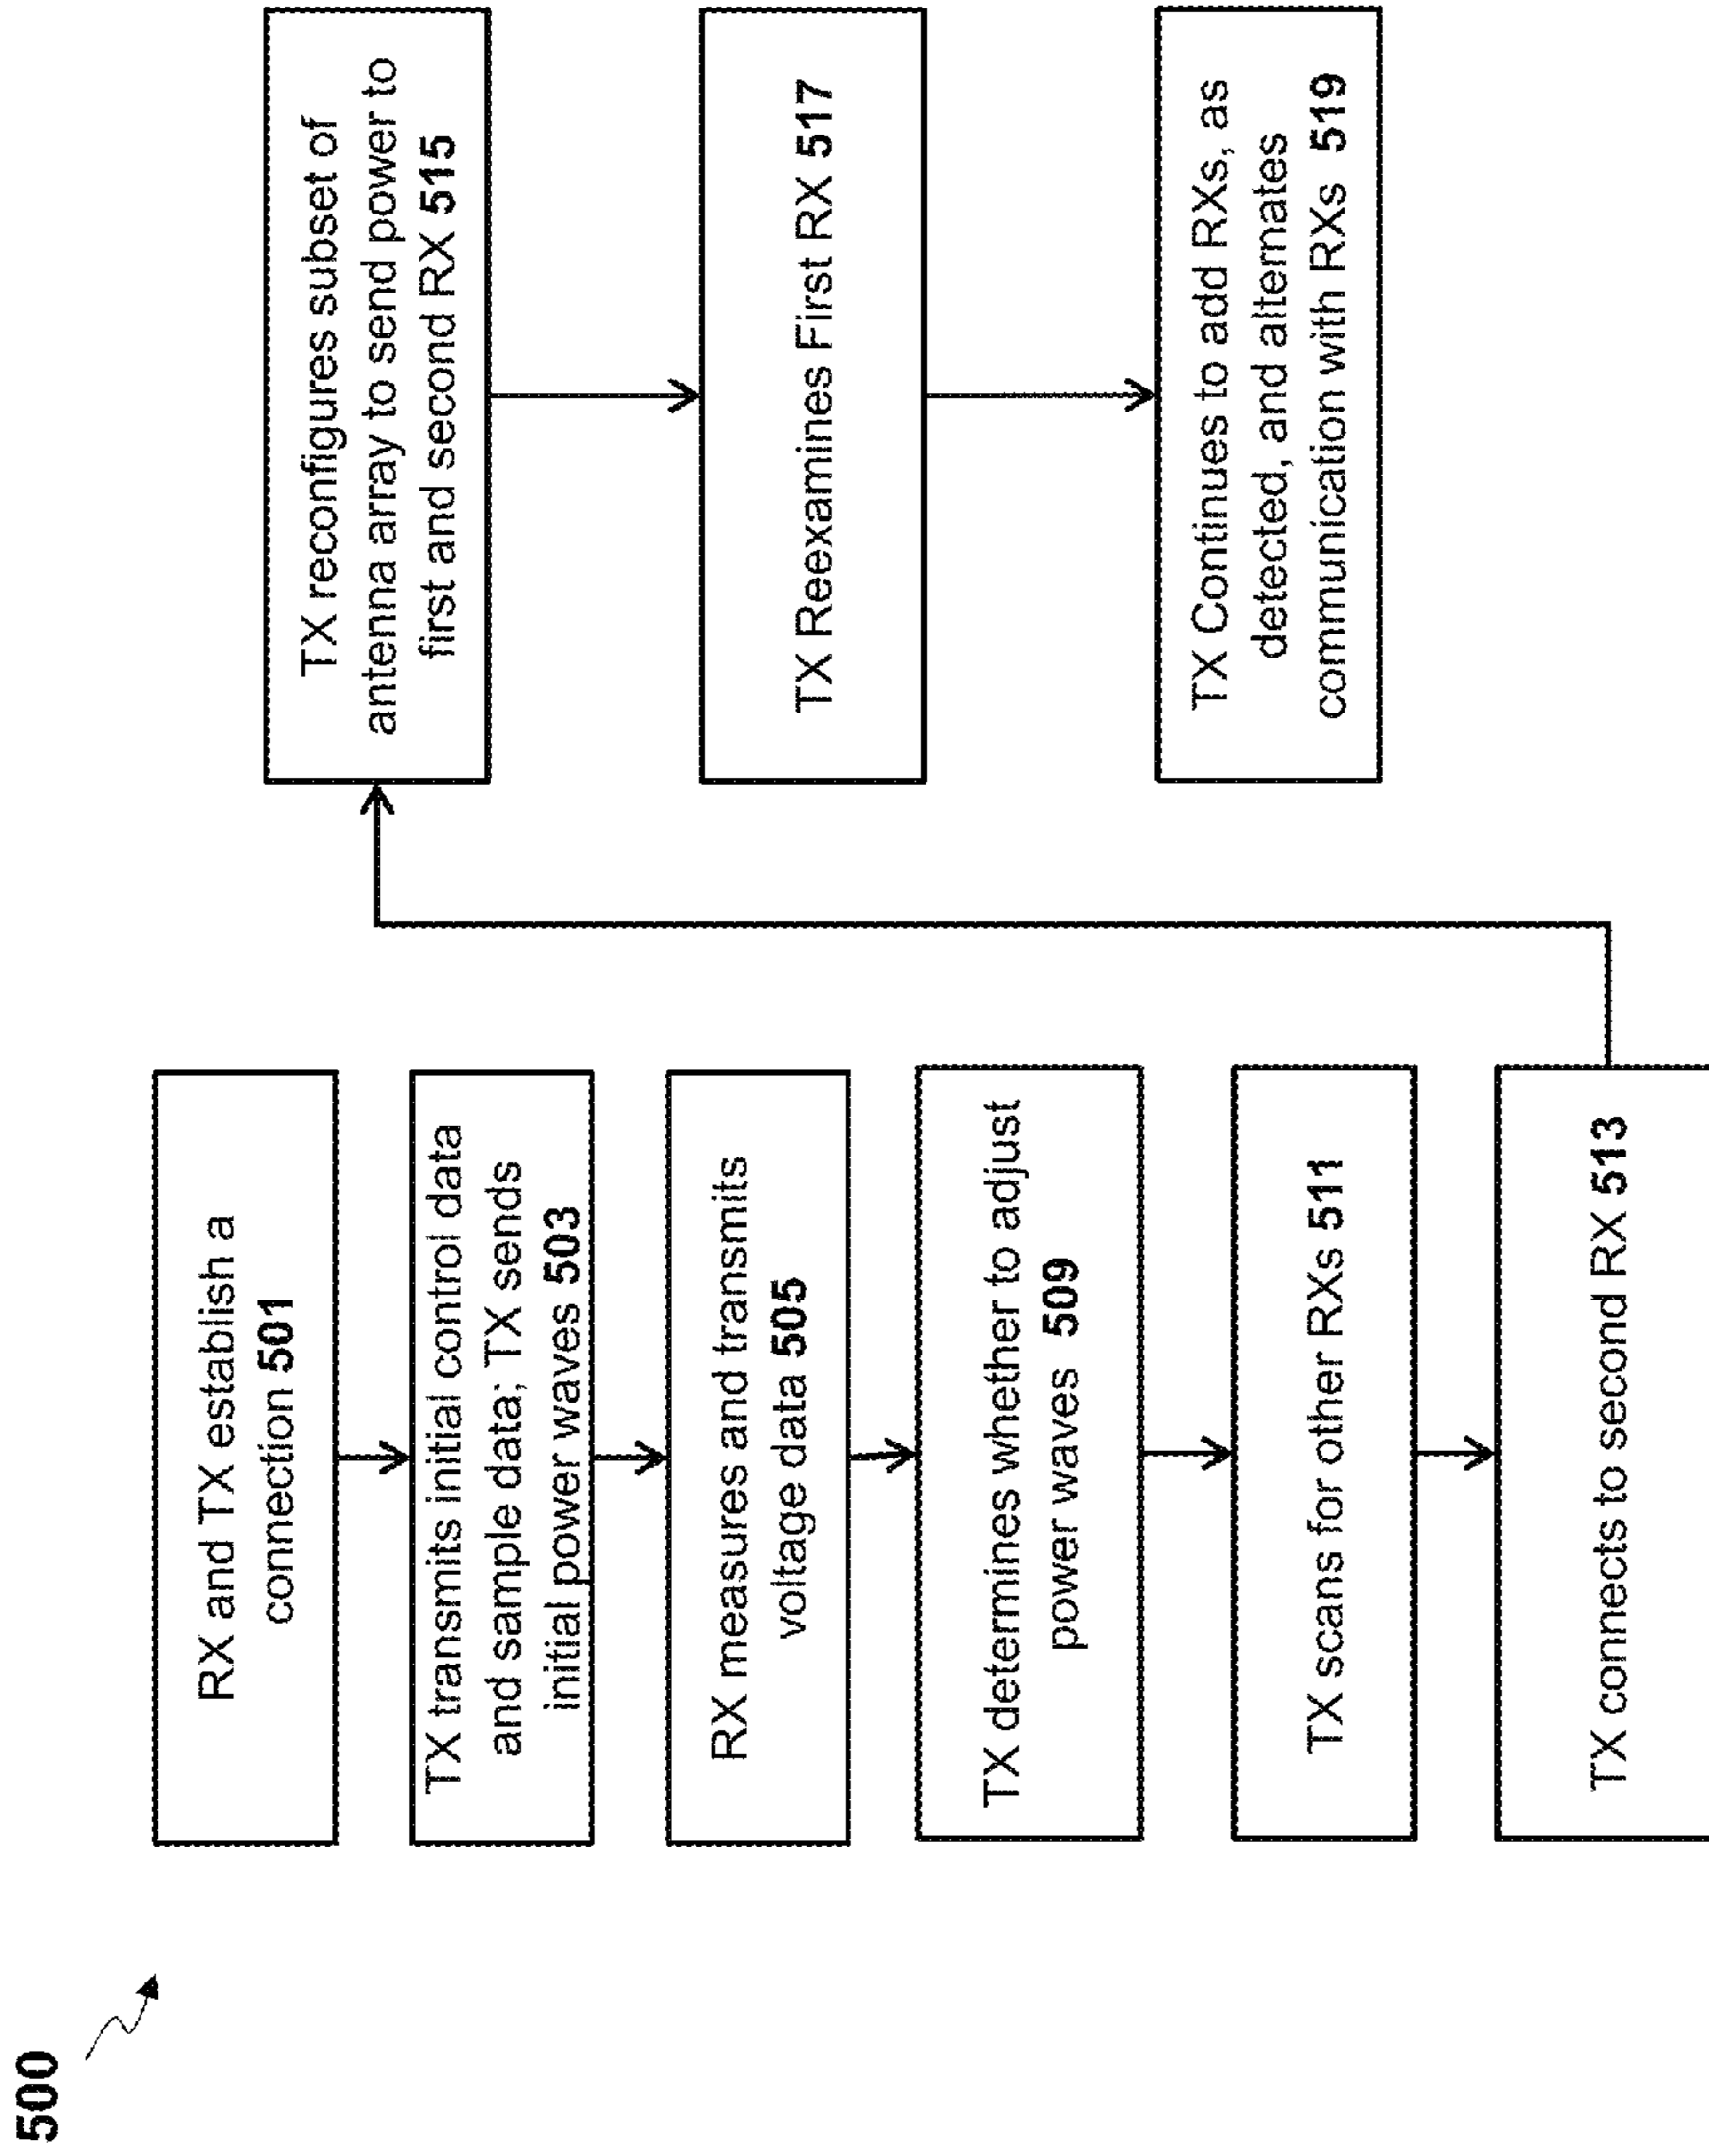 500
RX and TX establish a
connection 501
TX transmits initial control data
and sample data; TX sends
initial power waves 503
RX measures and transmits
voltage data 505
TX determines whether to adjust
power waves 509
TX scans for other RXs 511
TX connects to second RX 513
TX reconfigures subset of
antenna array to send power to
first and second RX 515
TX Reexamines First RX 517
TX Continues to add RXs, as
detected, and alternates
communication with RXs 519